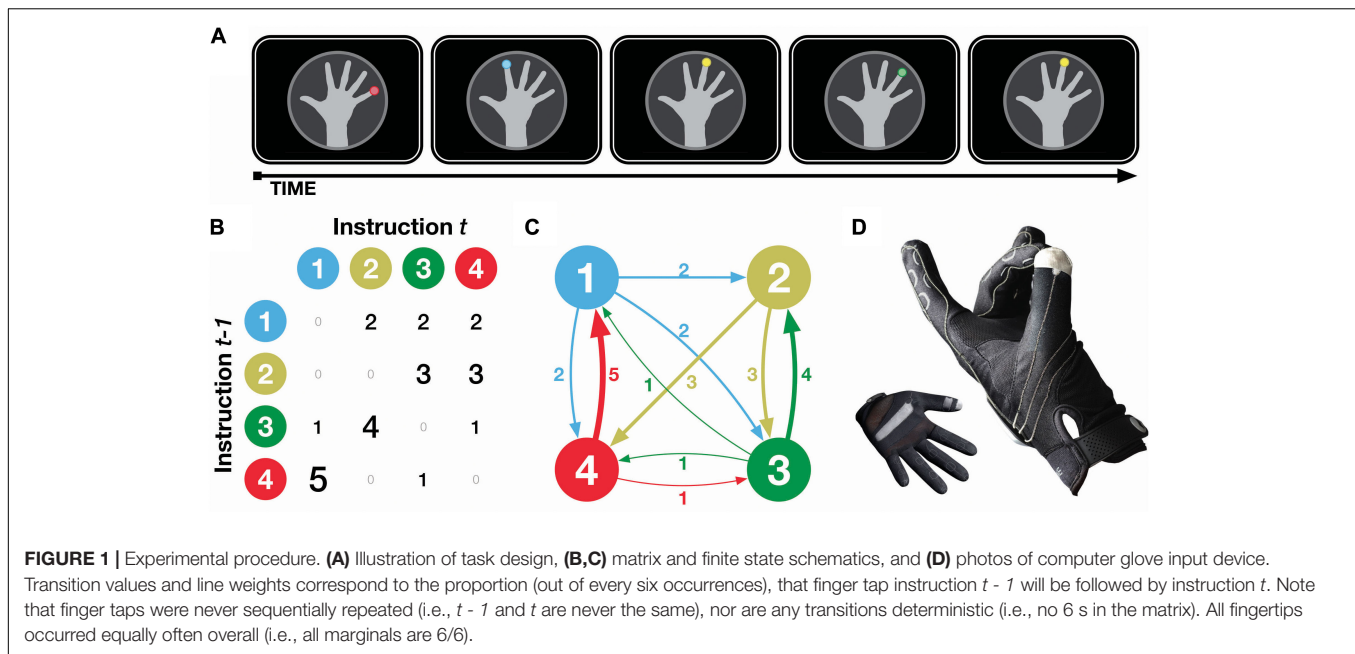 A
TIME
B
Instruction t
1 2 3 4
Instruction t-1
1 0 2 2 2
2 0 0 3 3
3 1 4 0 1
4 5 0 1 0
C
1 2 2
2
2 5 1 3 3 4
4 1 3
1
D
FIGURE 1 | Experimental procedure. (A) Illustration of task design, (B,C) matrix and finite state schematics, and (D) photos of computer glove input device.
Transition values and line weights correspond to the proportion (out of every six occurrences), that finger tap instruction t - 1 will be followed by instruction t. Note
that finger taps were never sequentially repeated (i.e., t - 1 and t are never the same), nor are any transitions deterministic (i.e., no 6 s in the matrix). All fingertips
occurred equally often overall (i.e., all marginals are 6/6).